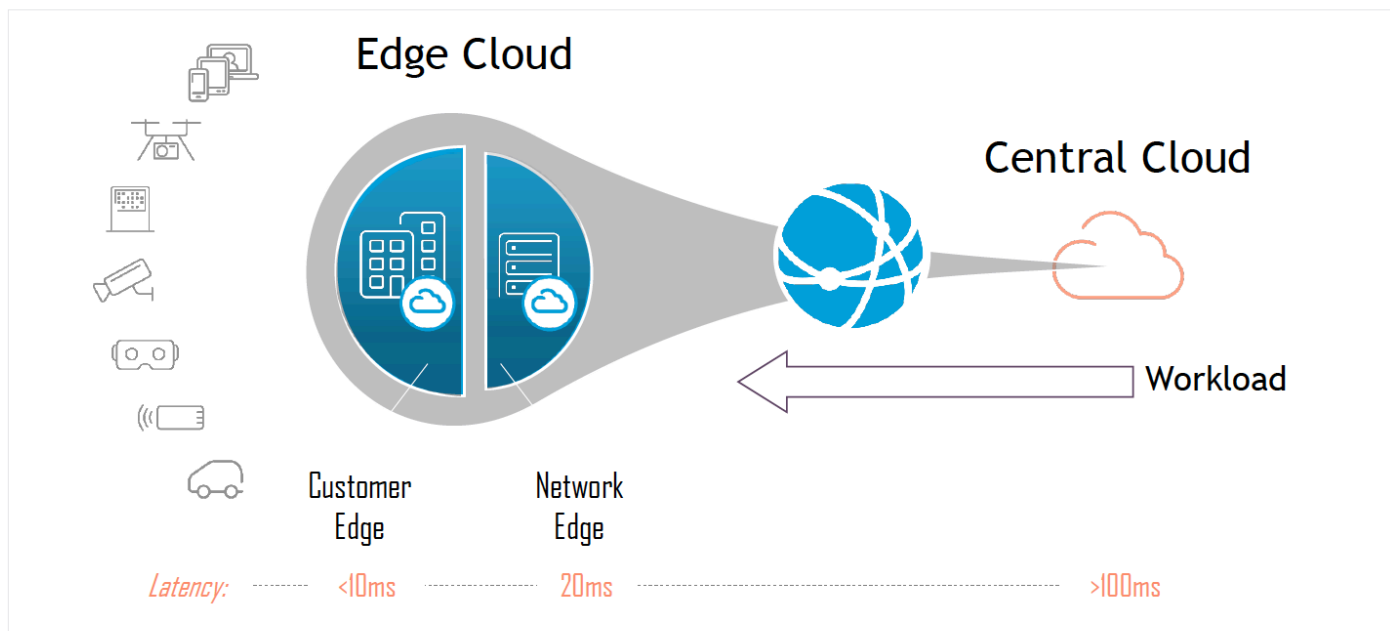 Edge Cloud
Central Cloud
Workload
Customer
Edge
Network
Edge
Latency: <10ms 20ms >100ms